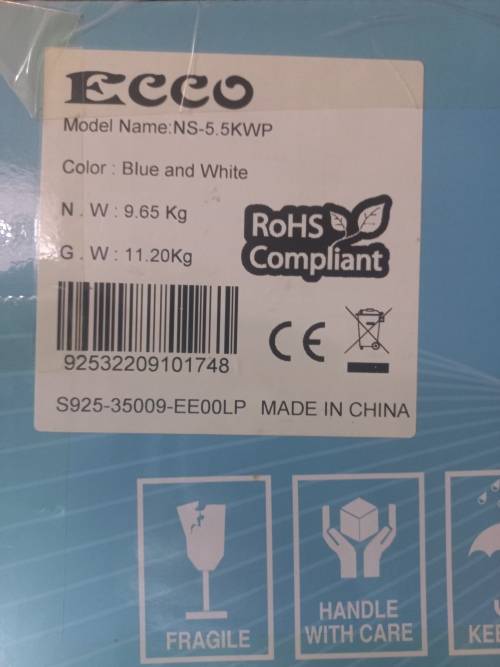 ECCO
Model Name:NS-5.5KWP
Color : Blue and White
N . W : 9.65 Kg
G . W : 11.20Kg
RoHS
Compliant
92532209101748
CE
S925-35009-EE00LP MADE IN CHINA
FRAGILE
HANDLE
WITH CARE